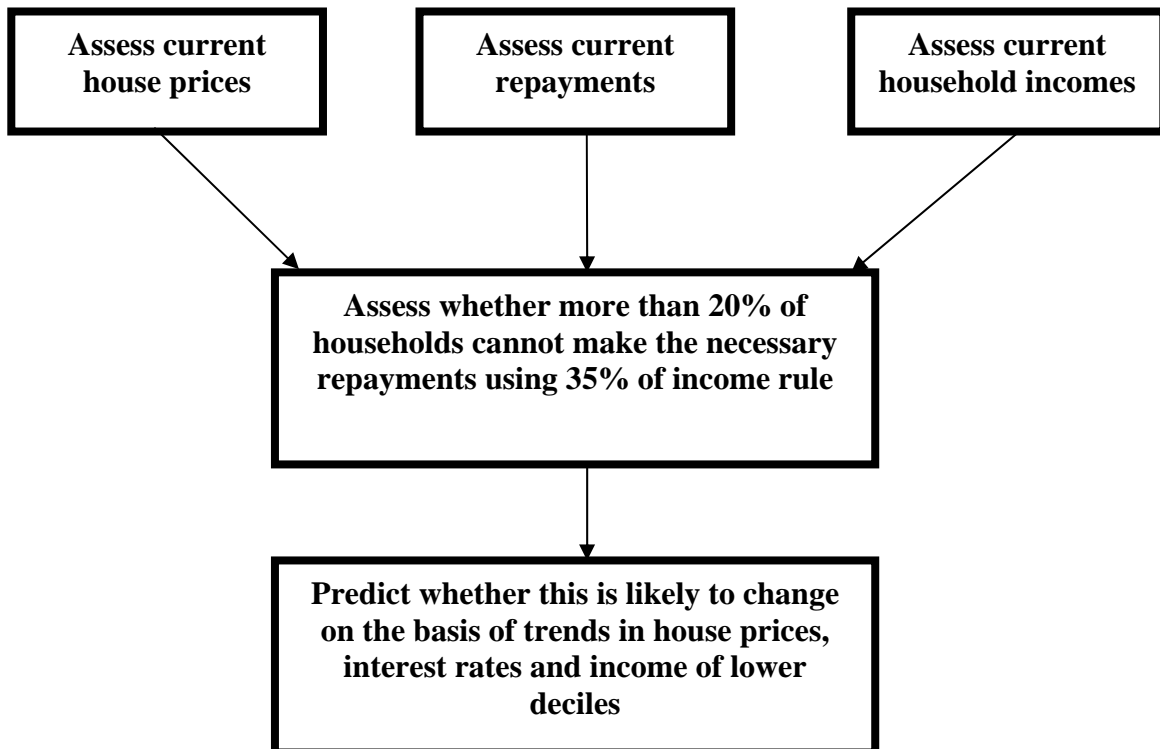 Assess current
house prices
Assess current
repayments
Assess current
household incomes
Assess whether more than 20% of
households cannot make the necessary
repayments using 35% of income rule
Predict whether this is likely to change
on the basis of trends in house prices,
interest rates and income of lower
deciles